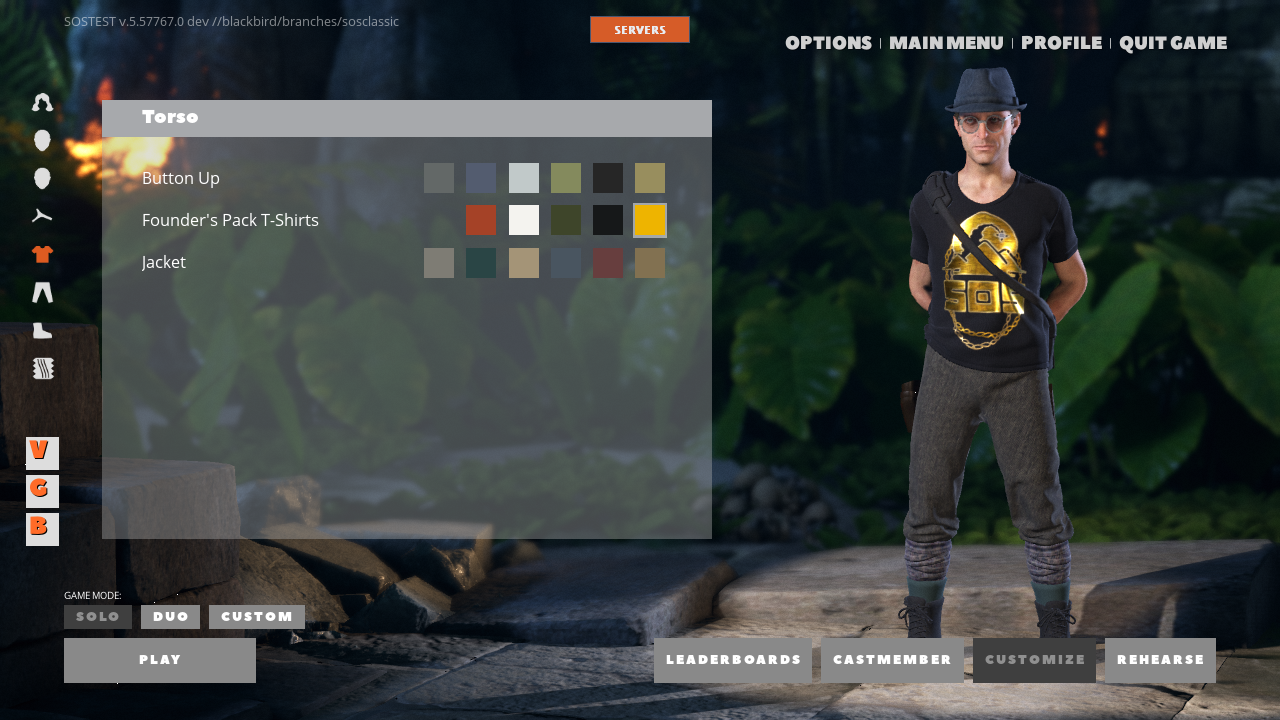 SOSTEST v.5.57767.0 dev //blackbird/branches/sosclassic
SERVERS
OPTIONS | MAIN MENU | PROFILE | QUIT GAME
Torso
Button Up
Founder's Pack T-Shirts
Jacket
SOS
V
G
B
GAME MODE:
SOLO DUO CUSTOM
PLAY
LEADERBOARDS CASTMEMBER CUSTOMIZE REHEARSE